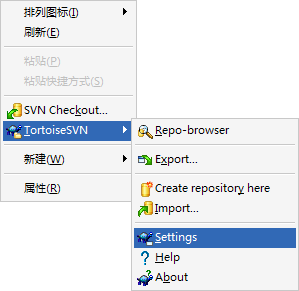 排列图标(I)
刷新(E)
粘贴(P)
粘贴快捷方式(S)
SVN Checkout...
TortoiseSVN
新建(W)
属性(R)
Repo-browser
Export...
Create repository here
Import...
Settings
Help
About